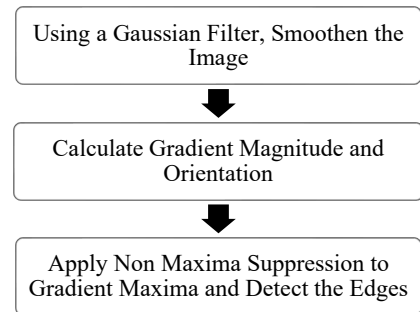 Using a Gaussian Filter, Smoothen the
Image
Calculate Gradient Magnitude and
Orientation
Apply Non Maxima Suppression to
Gradient Maxima and Detect the Edges